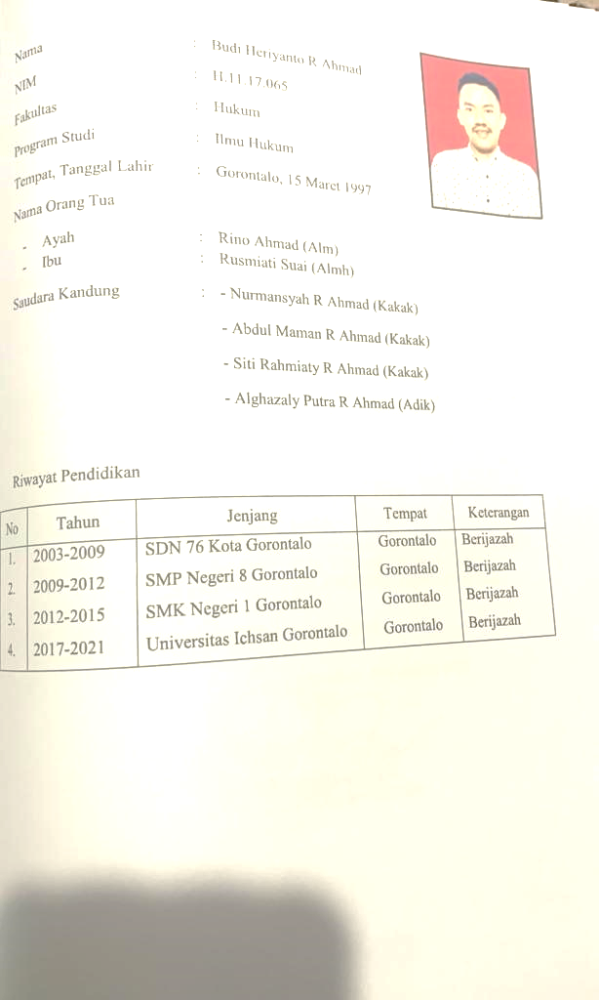 Nama : Budi Heriyanto R Ahmad
NIM : H.11.17.065
Fakultas : Hukum
Program Studi : Ilmu Hukum
Tempat, Tanggal Lahir : Gorontalo, 15 Maret 1997
Nama Orang Tua
- Ayah : Rino Ahmad (Alm)
- Ibu : Rusmiati Suai (Almh)
Saudara Kandung : - Nurmansyah R Ahmad (Kakak)
- Abdul Maman R Ahmad (Kakak)
- Siti Rahmiaty R Ahmad (Kakak)
- Alghazaly Putra R Ahmad (Adik)
Riwayat Pendidikan
No Tahun Jenjang Tempat Keterangan
1. 2003-2009 SDN 76 Kota Gorontalo Gorontalo Berijazah
2. 2009-2012 SMP Negeri 8 Gorontalo Gorontalo Berijazah
3. 2012-2015 SMK Negeri 1 Gorontalo Gorontalo Berijazah
4. 2017-2021 Universitas Ichsan Gorontalo Gorontalo Berijazah